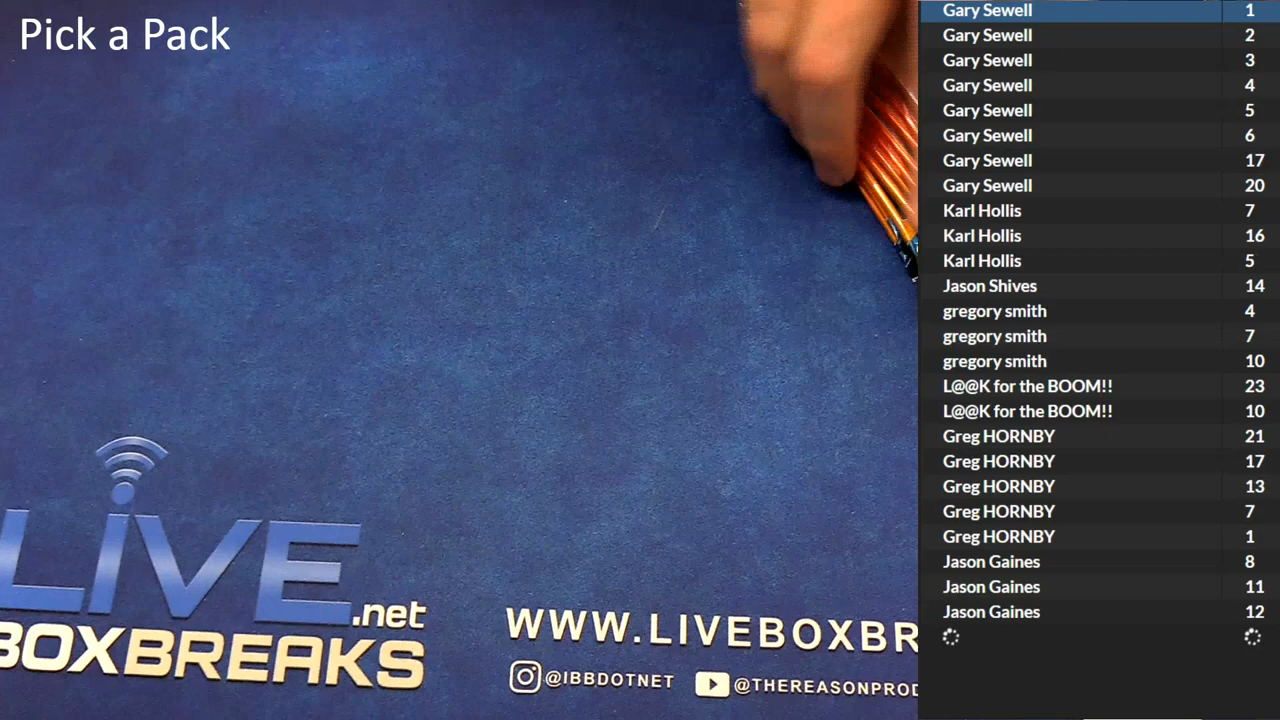 Pick a Pack
Gary Sewell 1
Gary Sewell 2
Gary Sewell 3
Gary Sewell 4
Gary Sewell 5
Gary Sewell 6
Gary Sewell 17
Gary Sewell 20
Karl Hollis 7
Karl Hollis 16
Karl Hollis 5
Jason Shives 14
gregory smith 4
gregory smith 7
gregory smith 10
L@@K for the BOOM!! 23
L@@K for the BOOM!! 10
Greg HORNBY 21
Greg HORNBY 17
Greg HORNBY 13
Greg HORNBY 7
Greg HORNBY 1
Jason Gaines 8
Jason Gaines 11
Jason Gaines 12
LIVE.net
BOXBREAKS
WWW.LIVEBOXBR
@IBBDOTNET @THEREASONPROD